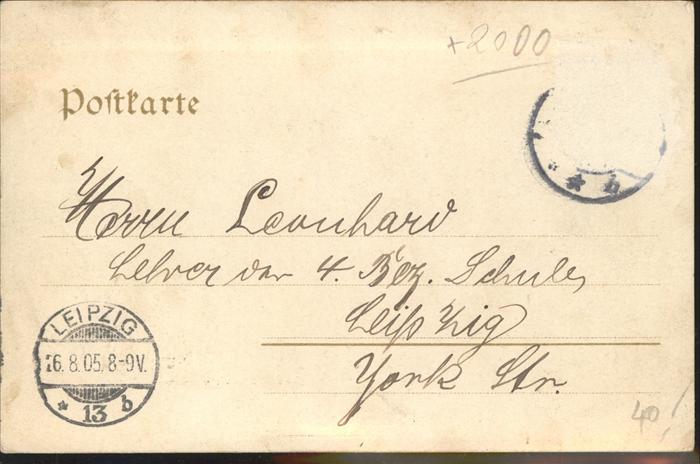 +2000
Postkarte
* b
Herrn Leonhard
Lehrer der 4. Bez. Schule,
Leipzig
York Str.
LEIPZIG
16.8.05.8-9V.
* 13 b
40,